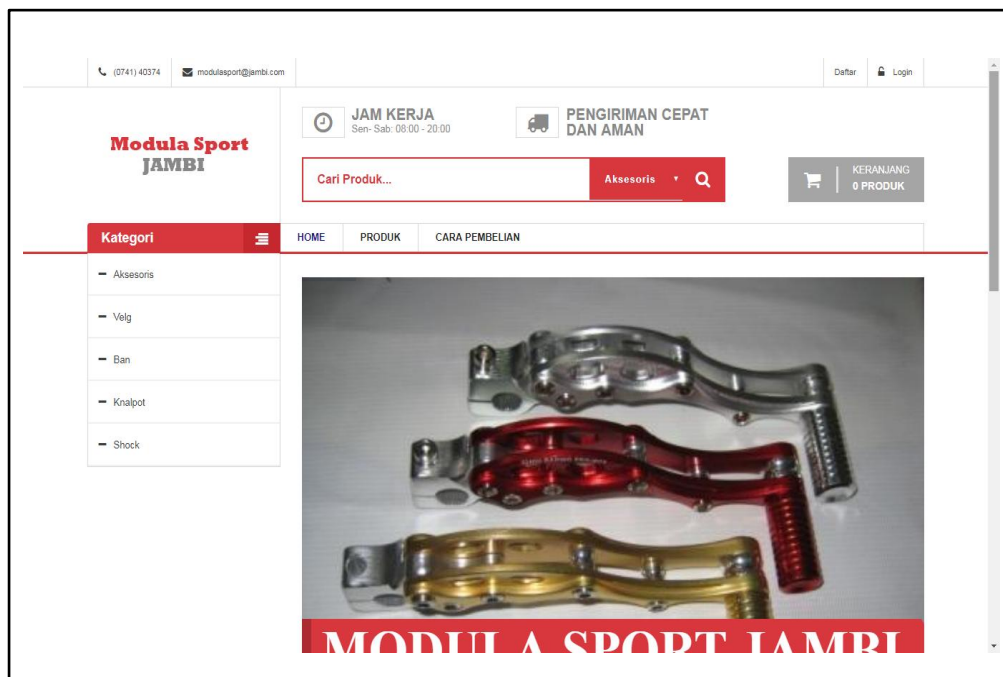 (0741) 40374
modulasport@jambi.com
Daftar
Login
Modula Sport
JAMBI
JAM KERJA
Sen- Sab: 08:00 - 20:00
PENGIRIMAN CEPAT
DAN AMAN
Cari Produk...
Aksesoris
KERANJANG
0 PRODUK
Kategori
HOME
PRODUK
CARA PEMBELIAN
Aksesoris
Velg
Ban
Knalpot
Shock
MODULA SPORT JAMBI